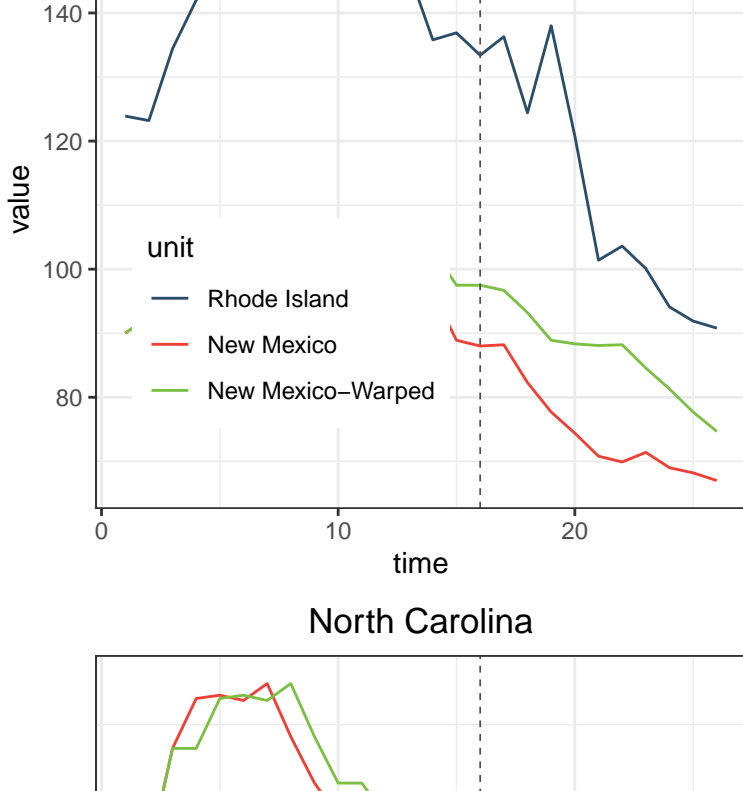 140
120
100
80
value
unit
Rhode Island
New Mexico
New Mexico−Warped
0
10
20
time
North Carolina